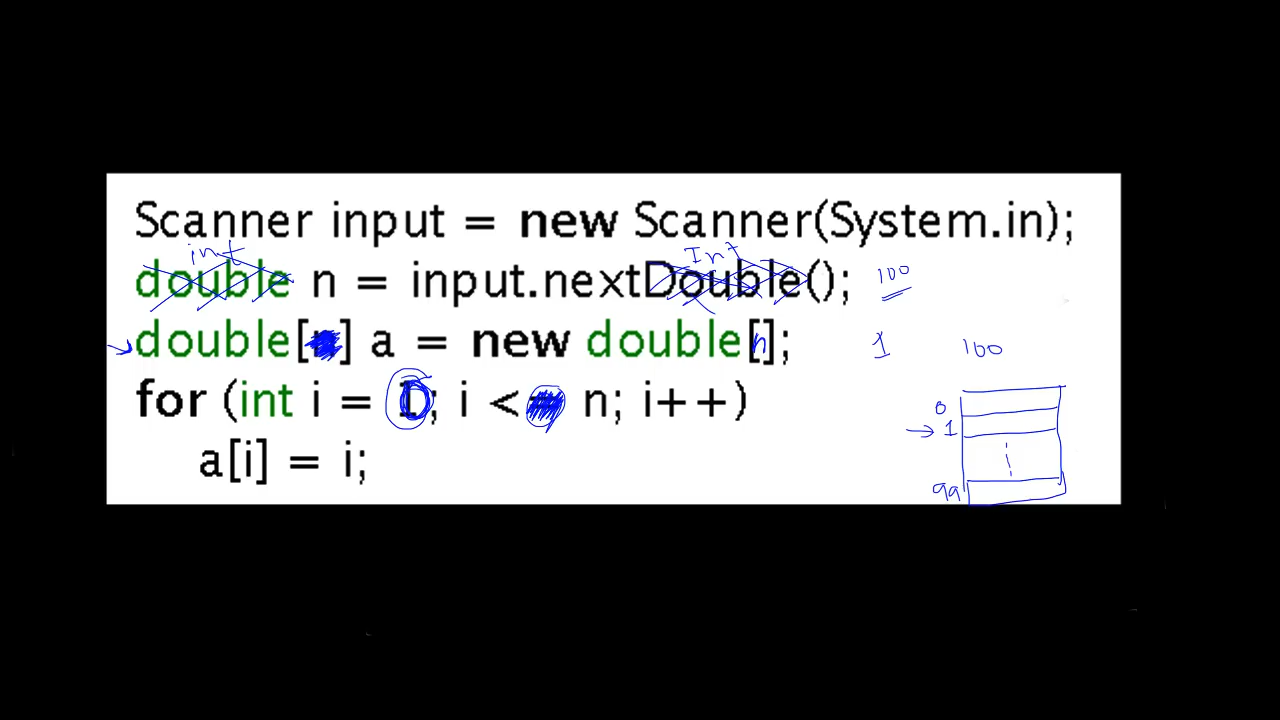 Scanner input = new Scanner(System.in);
int Int
double n = input.nextDouble(); 100
double[] a = new double[n]; 1 100
for (int i = 0; i < n; i++)
0
1
a[i] = i;
99